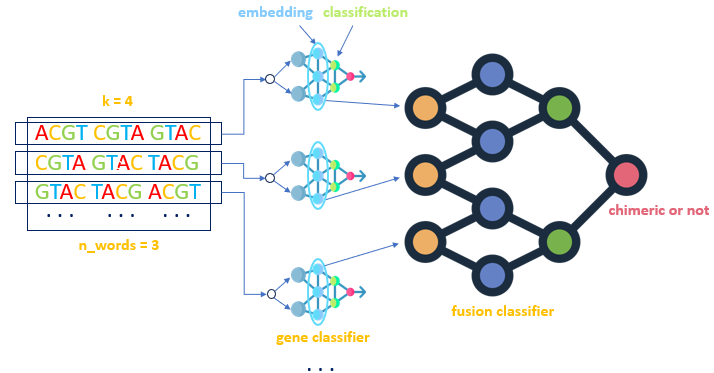 embedding classification
k = 4
ACGT CGTA GTAC
CGTA GTAC TACG
GTAC TACG ACGT
... ... ...
n_words = 3
gene classifier
...
fusion classifier
chimeric or not